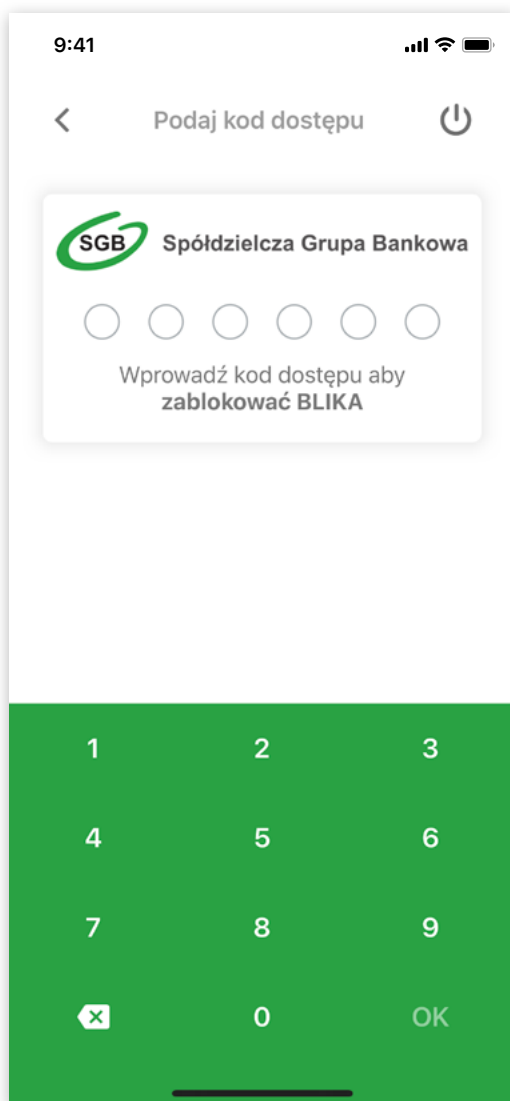 9:41
Podaj kod dostępu
SGB Spółdzielcza Grupa Bankowa
Wprowadź kod dostępu aby
zablokować BLIKA
1 2 3
4 5 6
7 8 9
0 OK